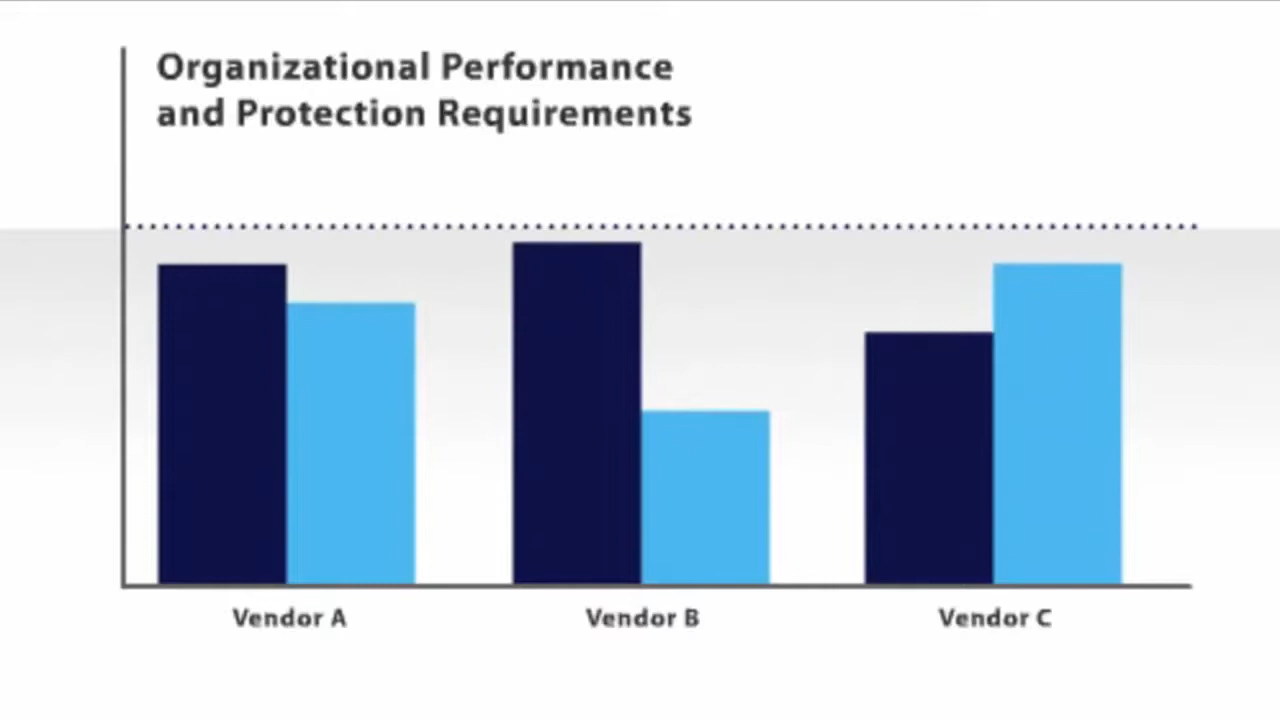 Organizational Performance
and Protection Requirements
Vendor A
Vendor B
Vendor C